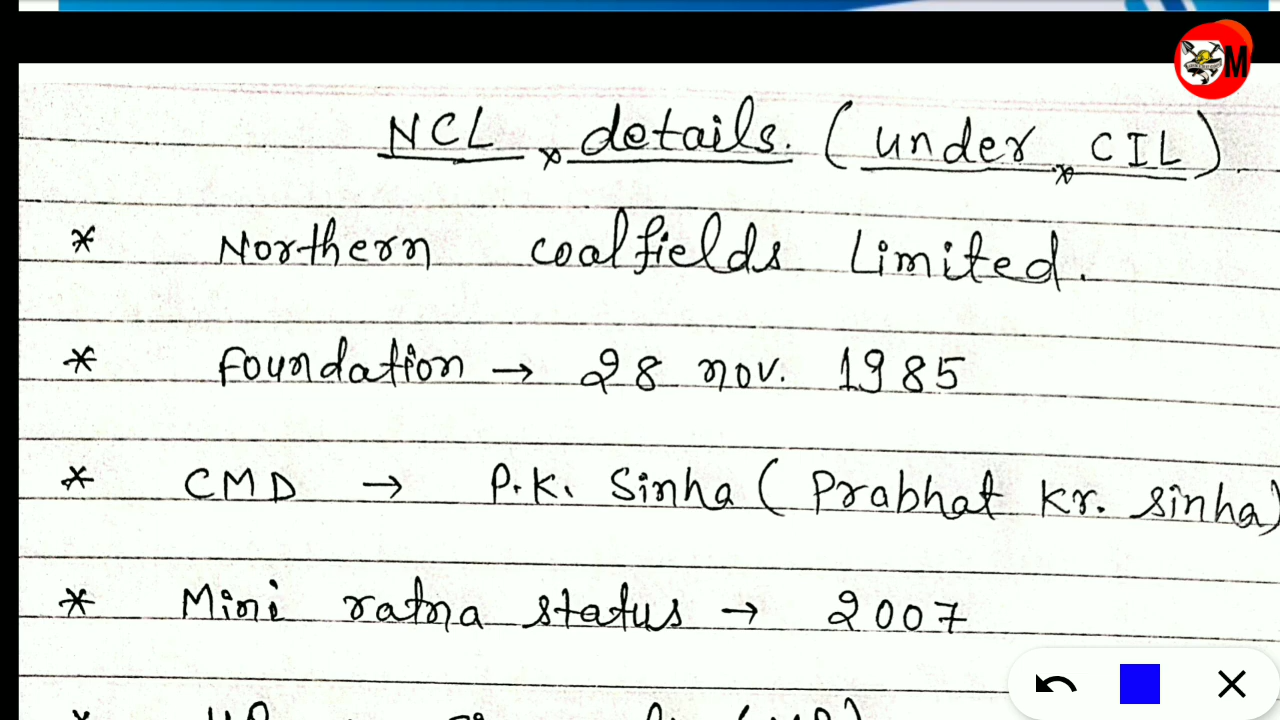 M
NCL details. (under CIL).
* Northern coalfields Limited.
* Foundation → 28 nov. 1985
* CMD → P.K. Sinha (Prabhat Kr. sinha)
* Mini ratna status → 2007